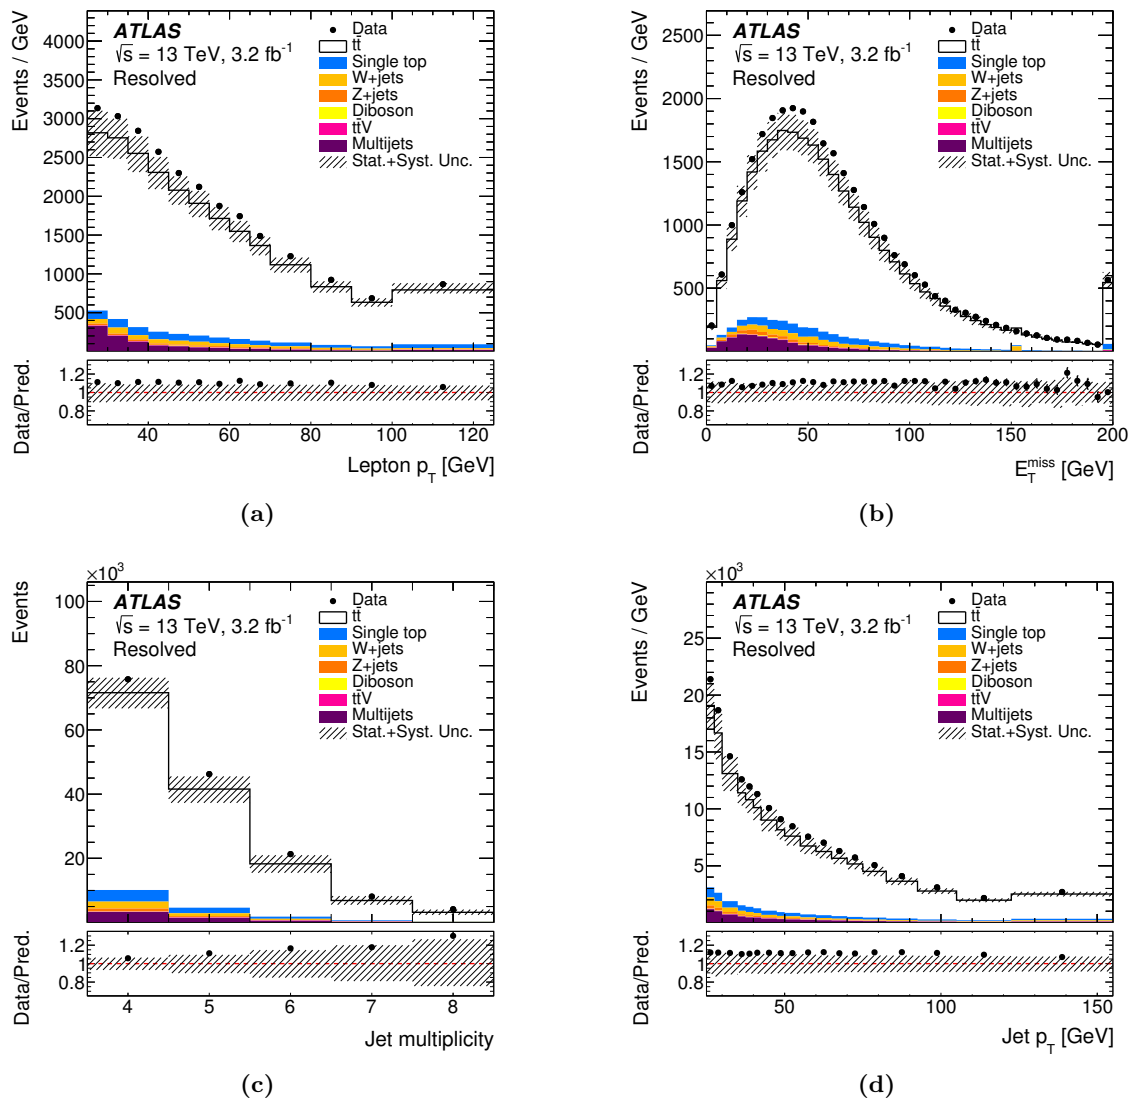 Events / GeV
4000
3500
3000
2500
2000
1500
1000
500
ATLAS
√s = 13 TeV, 3.2 fb⁻¹
Resolved
Data
tt̄
Single top
W+jets
Z+jets
Diboson
tt̄V
Multijets
Stat.+Syst. Unc.
Data/Pred.
1.2
1
0.8
40 60 80 100 120
Lepton p_T [GeV]
(a)
Events / GeV
2500
2000
1500
1000
500
ATLAS
√s = 13 TeV, 3.2 fb⁻¹
Resolved
Data
tt̄
Single top
W+jets
Z+jets
Diboson
tt̄V
Multijets
Stat.+Syst. Unc.
Data/Pred.
1.2
1
0.8
0 50 100 150 200
E_T^miss [GeV]
(b)
Events
×10³
100
80
60
40
20
ATLAS
√s = 13 TeV, 3.2 fb⁻¹
Resolved
Data
tt̄
Single top
W+jets
Z+jets
Diboson
tt̄V
Multijets
Stat.+Syst. Unc.
Data/Pred.
1.2
1
0.8
4 5 6 7 8
Jet multiplicity
(c)
Events / GeV
×10³
25
20
15
10
5
ATLAS
√s = 13 TeV, 3.2 fb⁻¹
Resolved
Data
tt̄
Single top
W+jets
Z+jets
Diboson
tt̄V
Multijets
Stat.+Syst. Unc.
Data/Pred.
1.2
1
0.8
50 100 150
Jet p_T [GeV]
(d)